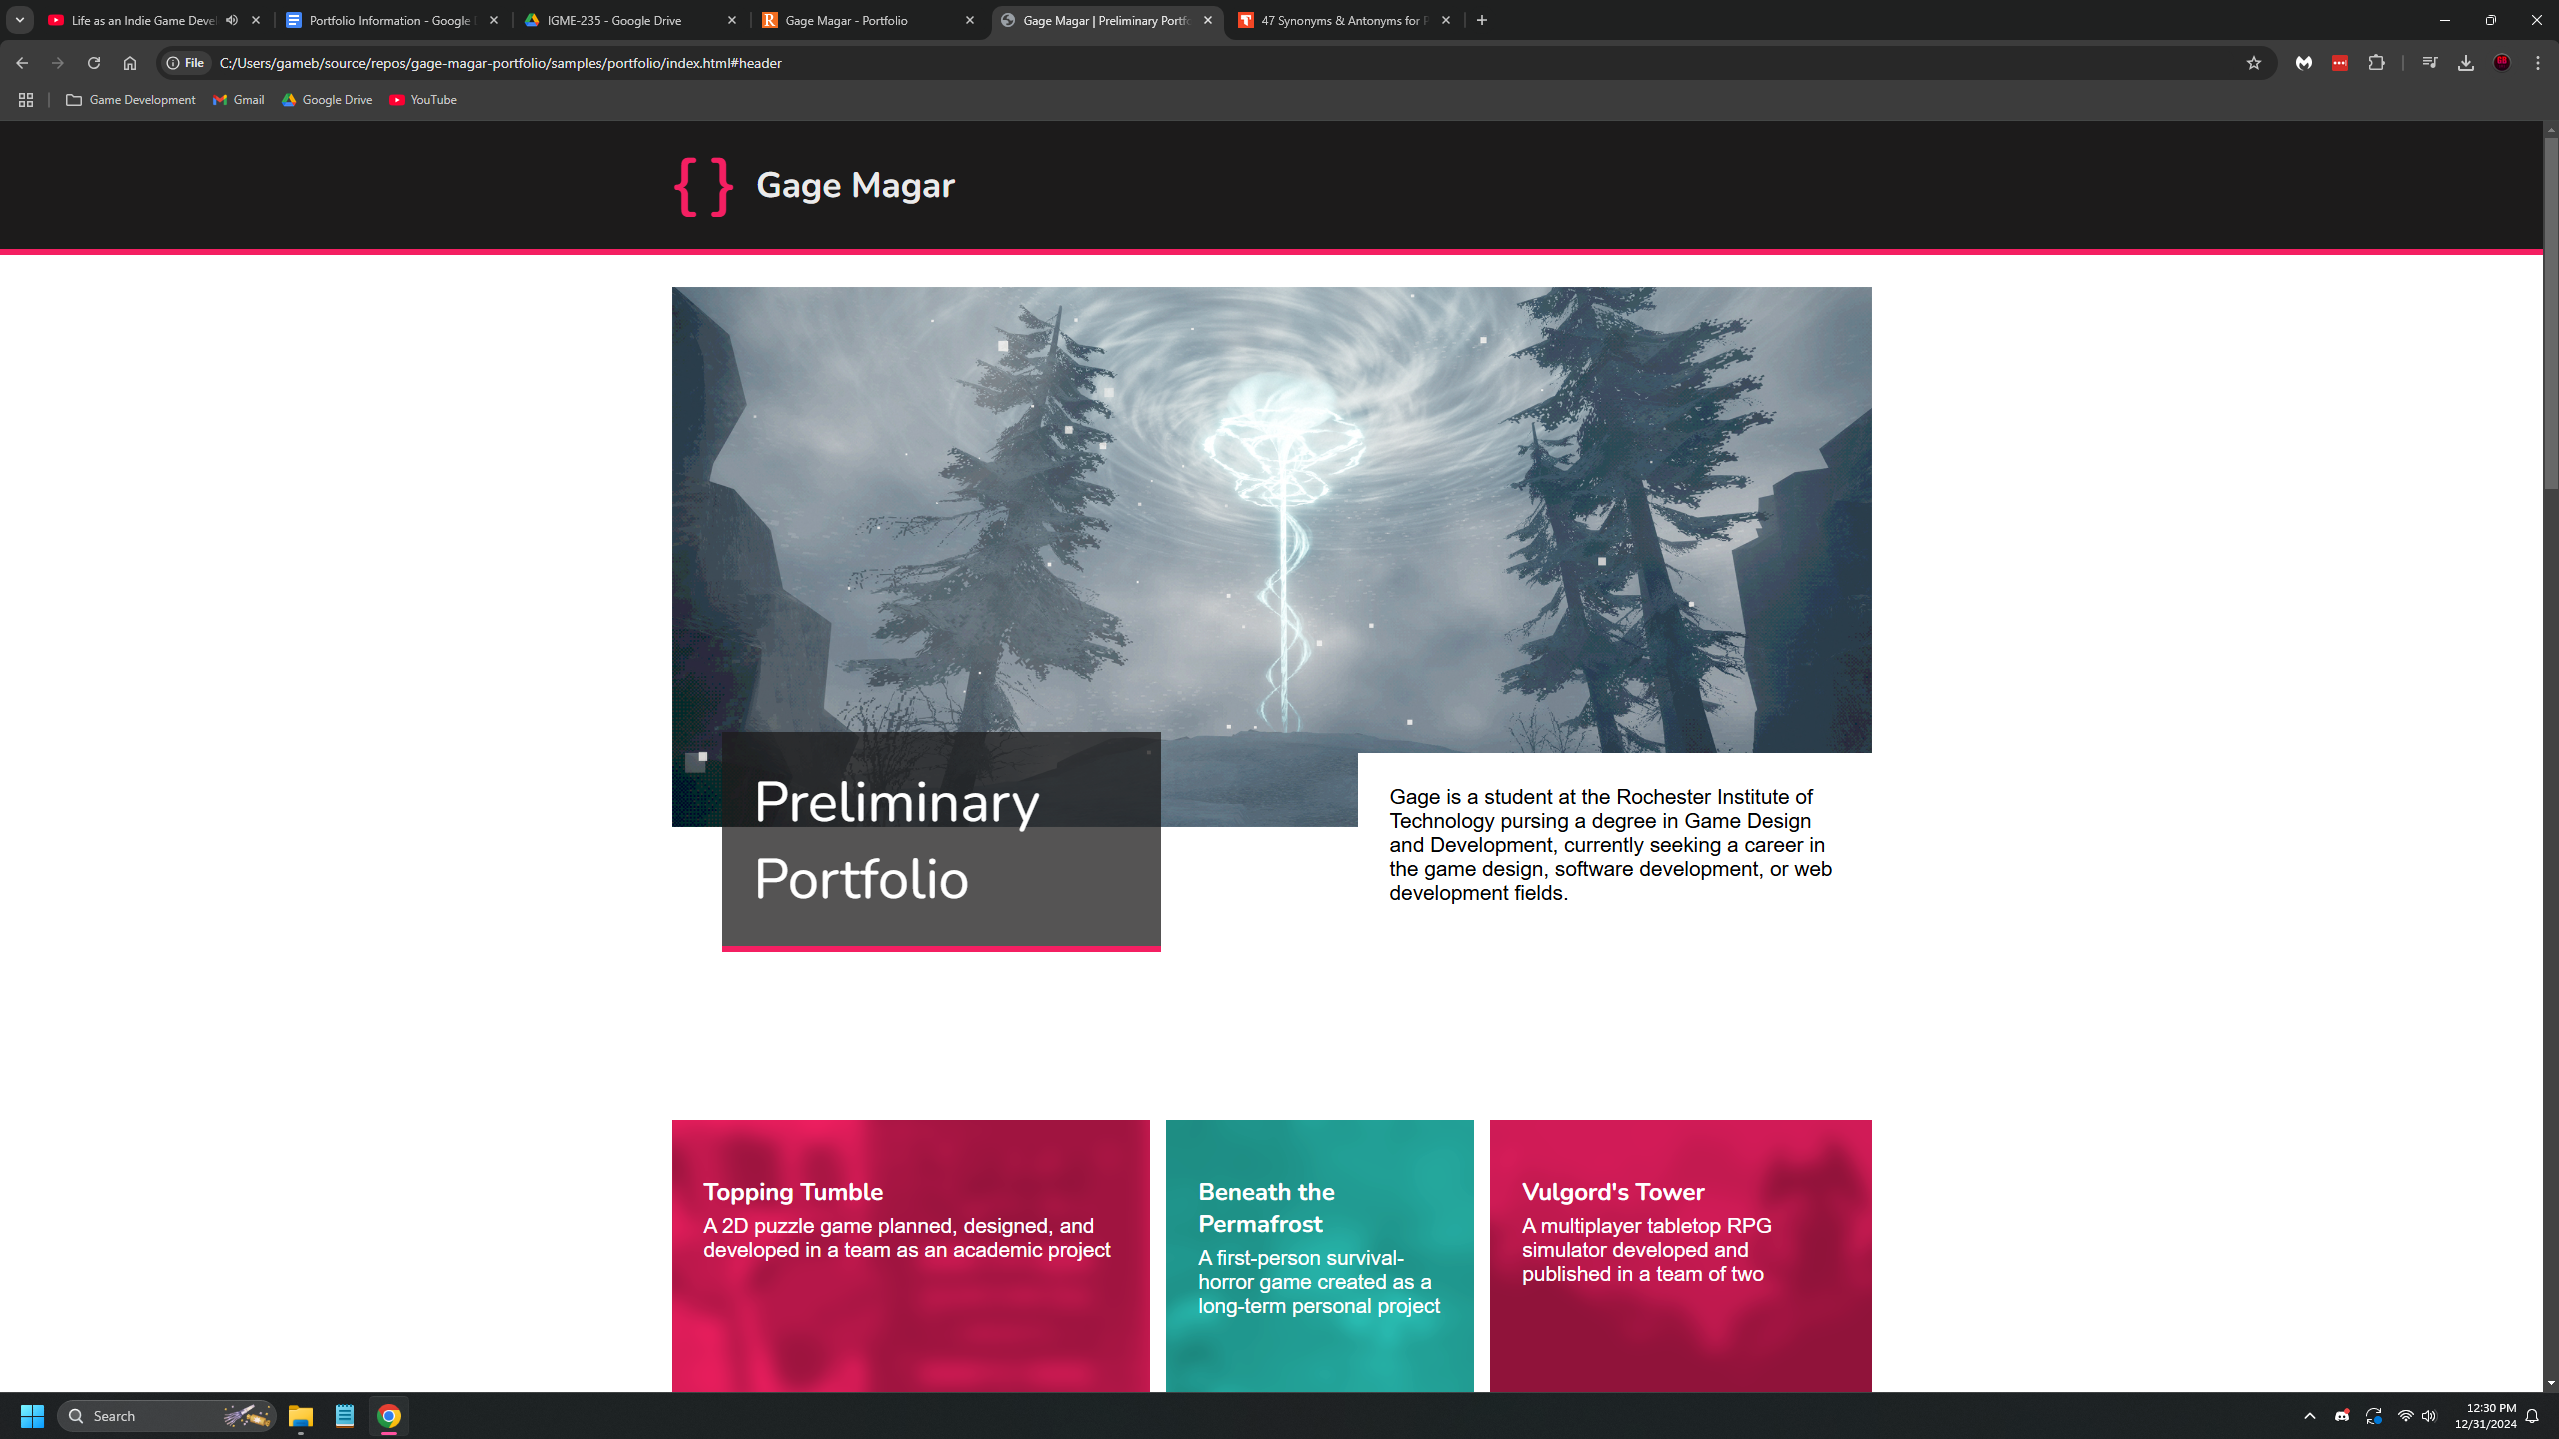 Life as an Indie Game Deve
Portfolio Information - Google
IGME-235 - Google Drive
Gage Magar - Portfolio
Gage Magar | Preliminary Portfo
47 Synonyms & Antonyms for P
File
C:/Users/gameb/source/repos/gage-magar-portfolio/samples/portfolio/index.html#header
Game Development
Gmail
Google Drive
YouTube
{ } Gage Magar
Preliminary
Portfolio
Gage is a student at the Rochester Institute of
Technology pursing a degree in Game Design
and Development, currently seeking a career in
the game design, software development, or web
development fields.
Topping Tumble
A 2D puzzle game planned, designed, and
developed in a team as an academic project
Beneath the
Permafrost
A first-person survival-
horror game created as a
long-term personal project
Vulgord's Tower
A multiplayer tabletop RPG
simulator developed and
published in a team of two
Search
12:30 PM
12/31/2024